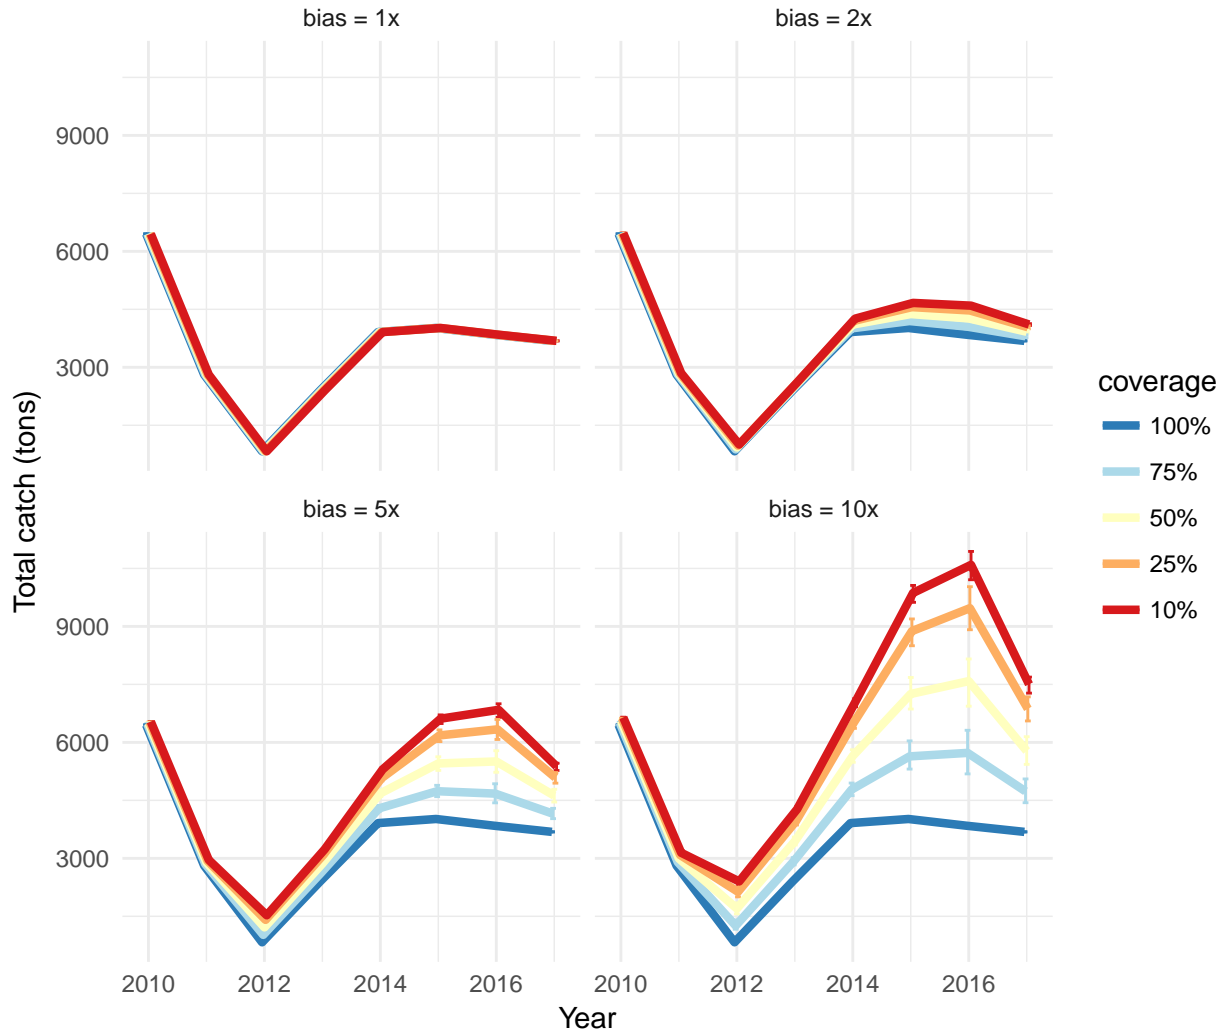 bias = 1x
bias = 2x
9000
6000
3000
bias = 5x
bias = 10x
9000
6000
3000
2010
2012
2014
2016
2010
2012
2014
2016
Year
Total catch (tons)
coverage
100%
75%
50%
25%
10%